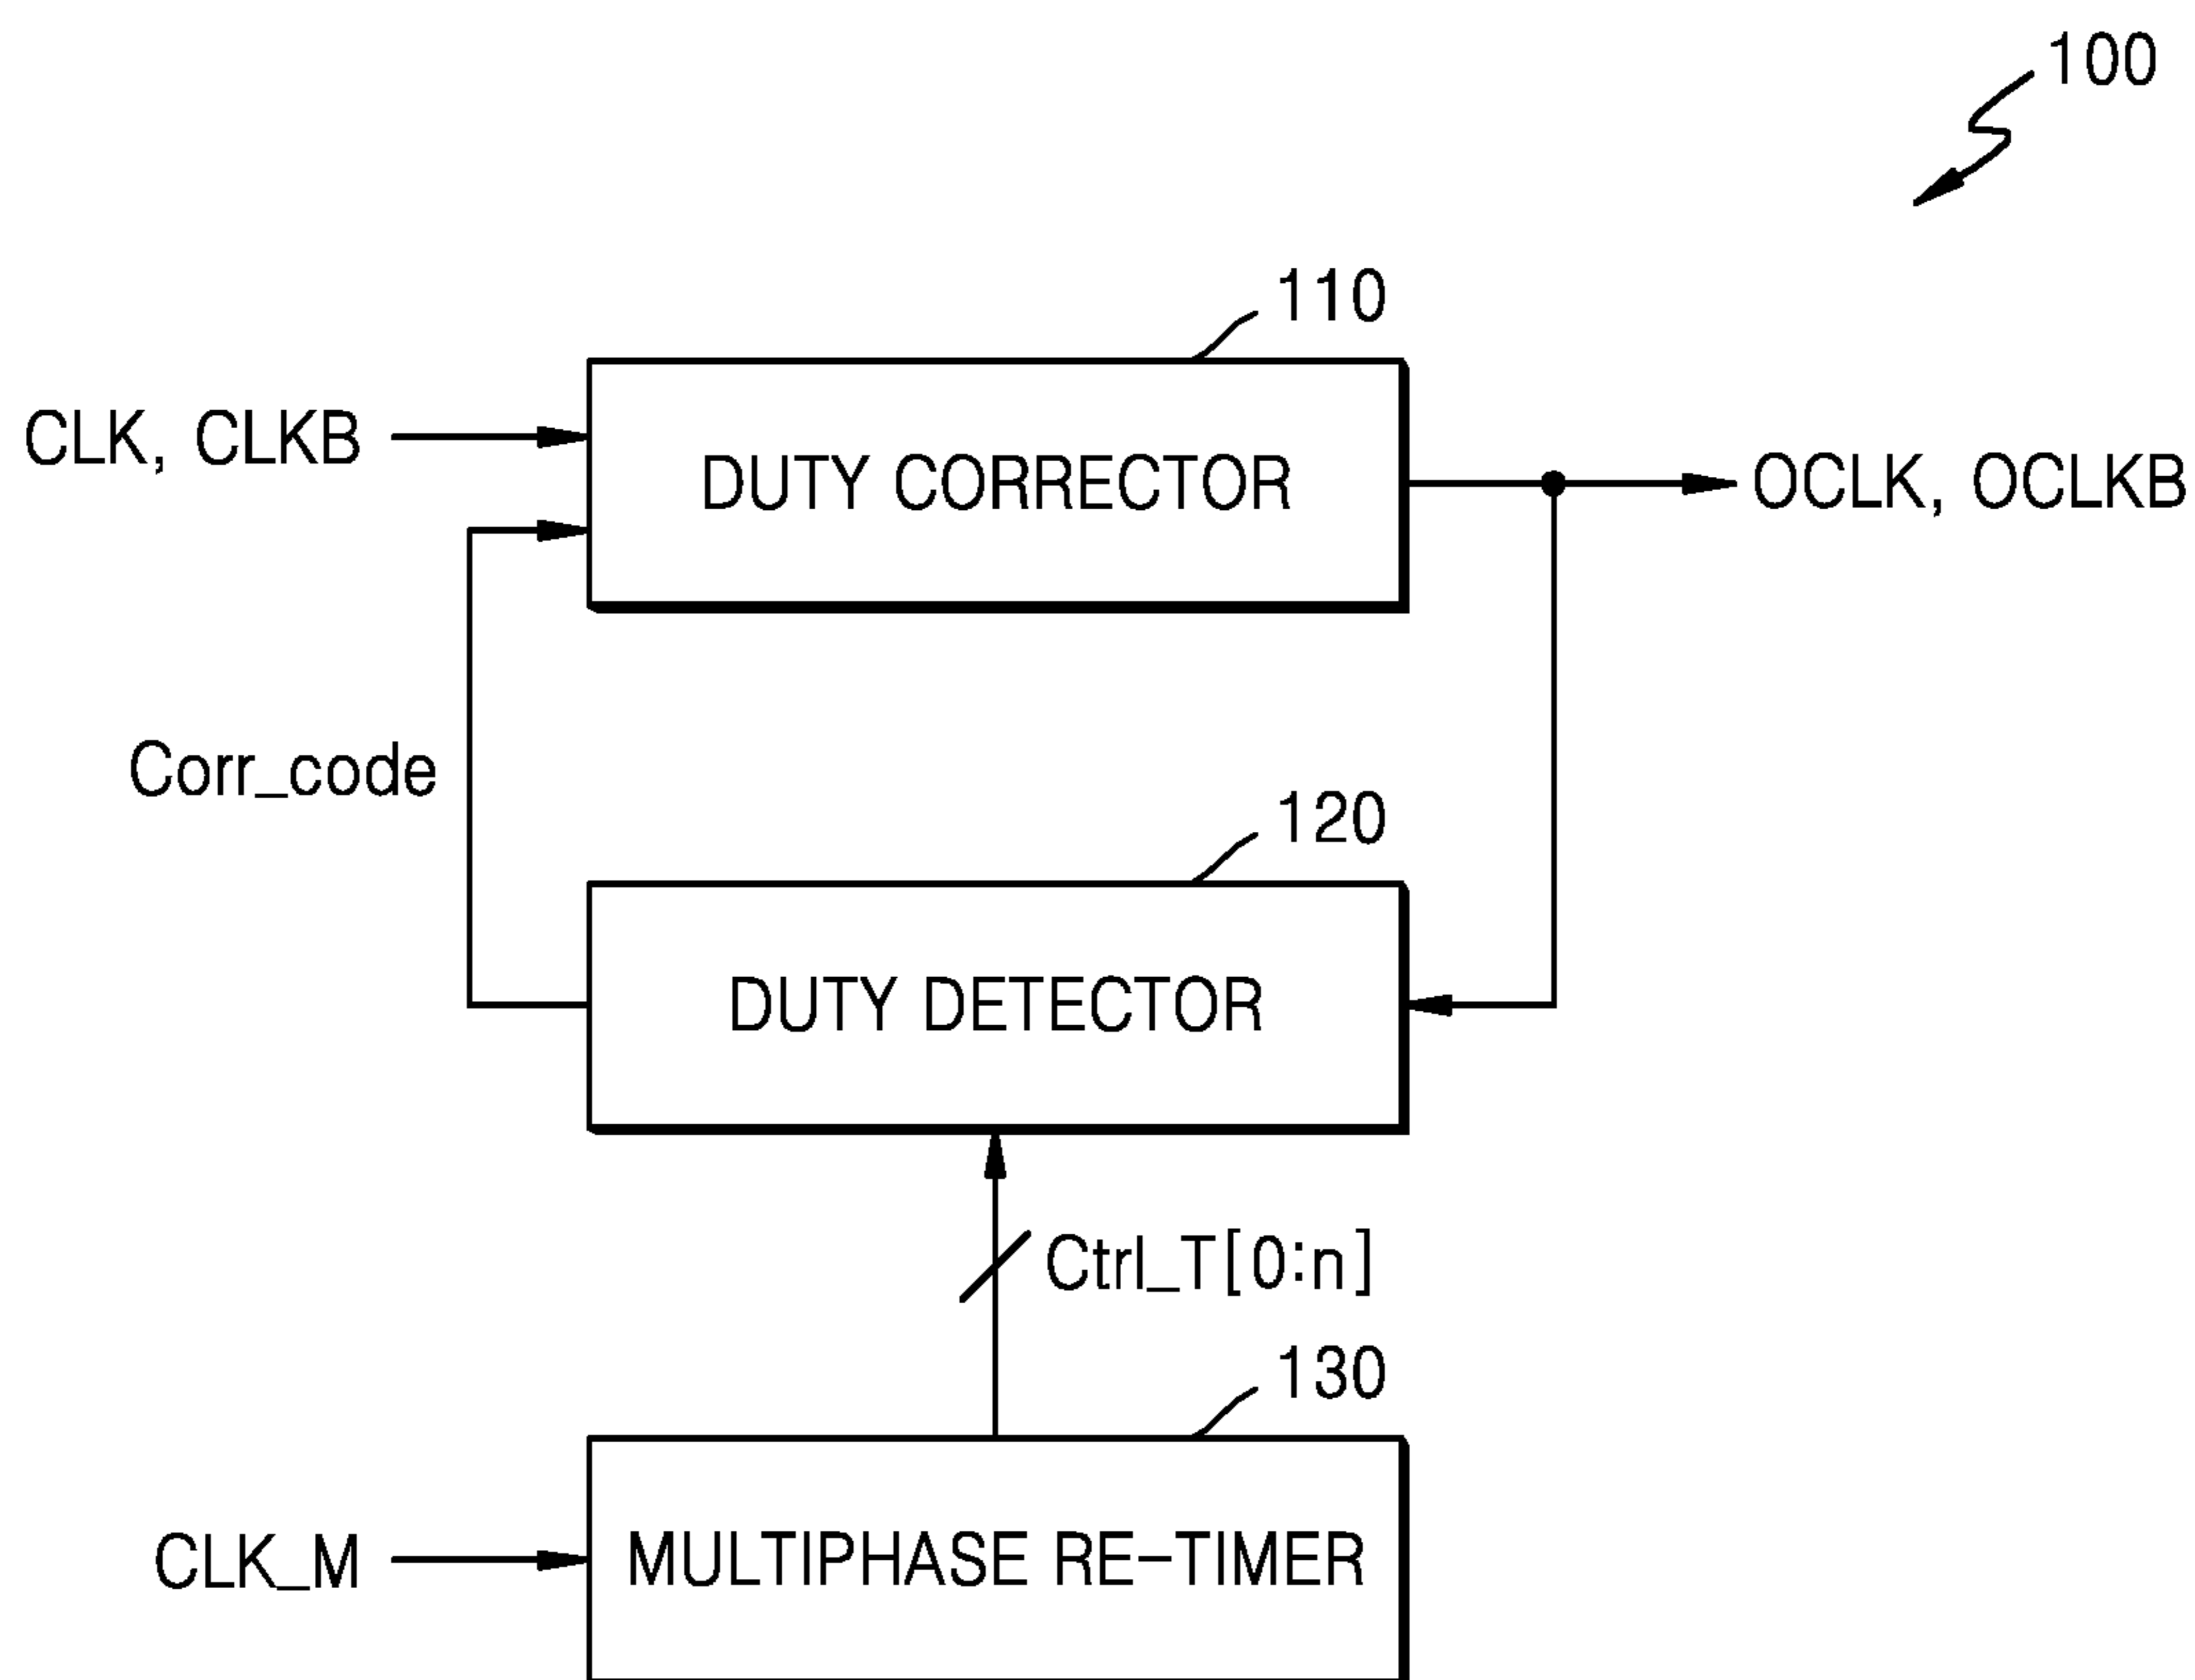 100
110
CLK, CLKB
DUTY CORRECTOR
OCLK, OCLKB
Corr_code
120
DUTY DETECTOR
Ctrl_T[0:n]
130
CLK_M
MULTIPHASE RE-TIMER